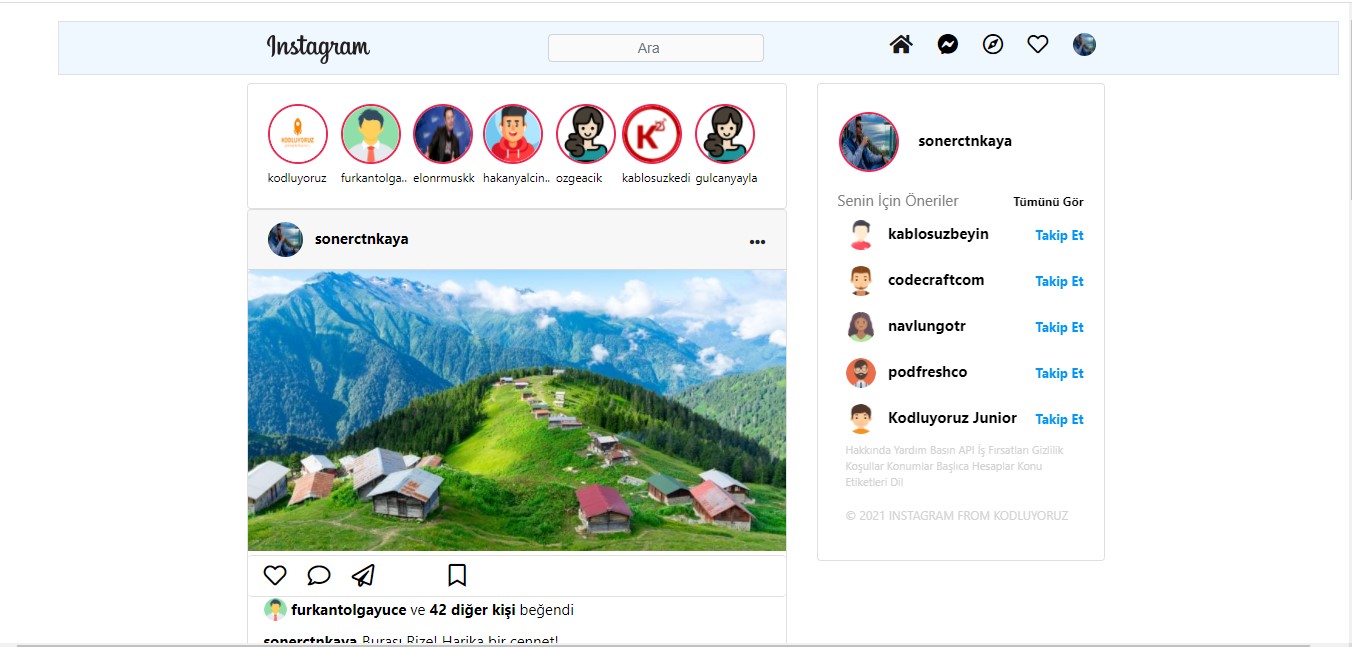 Instagram
Ara
KODLUYORUZ
kodluyoruz
furkantolga..
elonrmuskk
hakanyalcin..
ozgeacik
kablosuzkedi
gulcanyayla
sonerctnkaya
sonerctnkaya
Senin İçin Öneriler Tümünü Gör
kablosuzbeyin Takip Et
codecraftcom Takip Et
navlungotr Takip Et
podfreshco Takip Et
Kodluyoruz Junior Takip Et
Hakkında Yardım Basın API İş Fırsatları Gizlilik
Koşullar Konumlar Başlıca Hesaplar Konu
Etiketleri Dil
© 2021 INSTAGRAM FROM KODLUYORUZ
furkantolgayuce ve 42 diğer kişi beğendi
sonerctnkaya Burası Rize! Harika bir cennet!